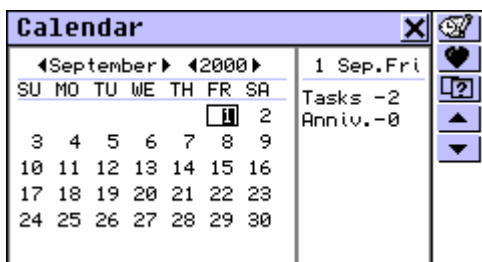 Calendar
September 2000
SU MO TU WE TH FR SA
1 2
3 4 5 6 7 8 9
10 11 12 13 14 15 16
17 18 19 20 21 22 23
24 25 26 27 28 29 30
1 Sep.Fri
Tasks -2
Anniv.-0